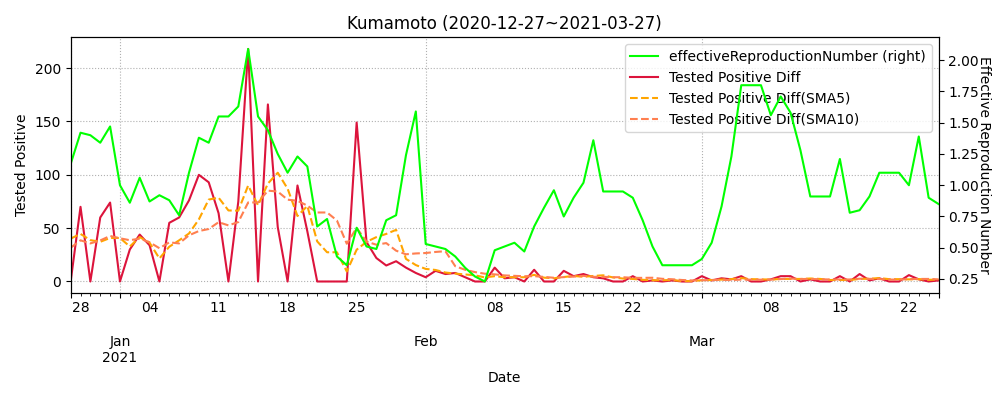 Kumamoto (2020-12-27~2021-03-27)
effectiveReproductionNumber (right)
Tested Positive Diff
Tested Positive Diff(SMA5)
Tested Positive Diff(SMA10)
Tested Positive
200
150
100
50
0
2.00
1.75
1.50
1.25
1.00
0.75
0.50
0.25
Effective Reproduction Number
28 04 11 18 25 08 15 22 08 15 22
Jan Feb Mar
2021
Date